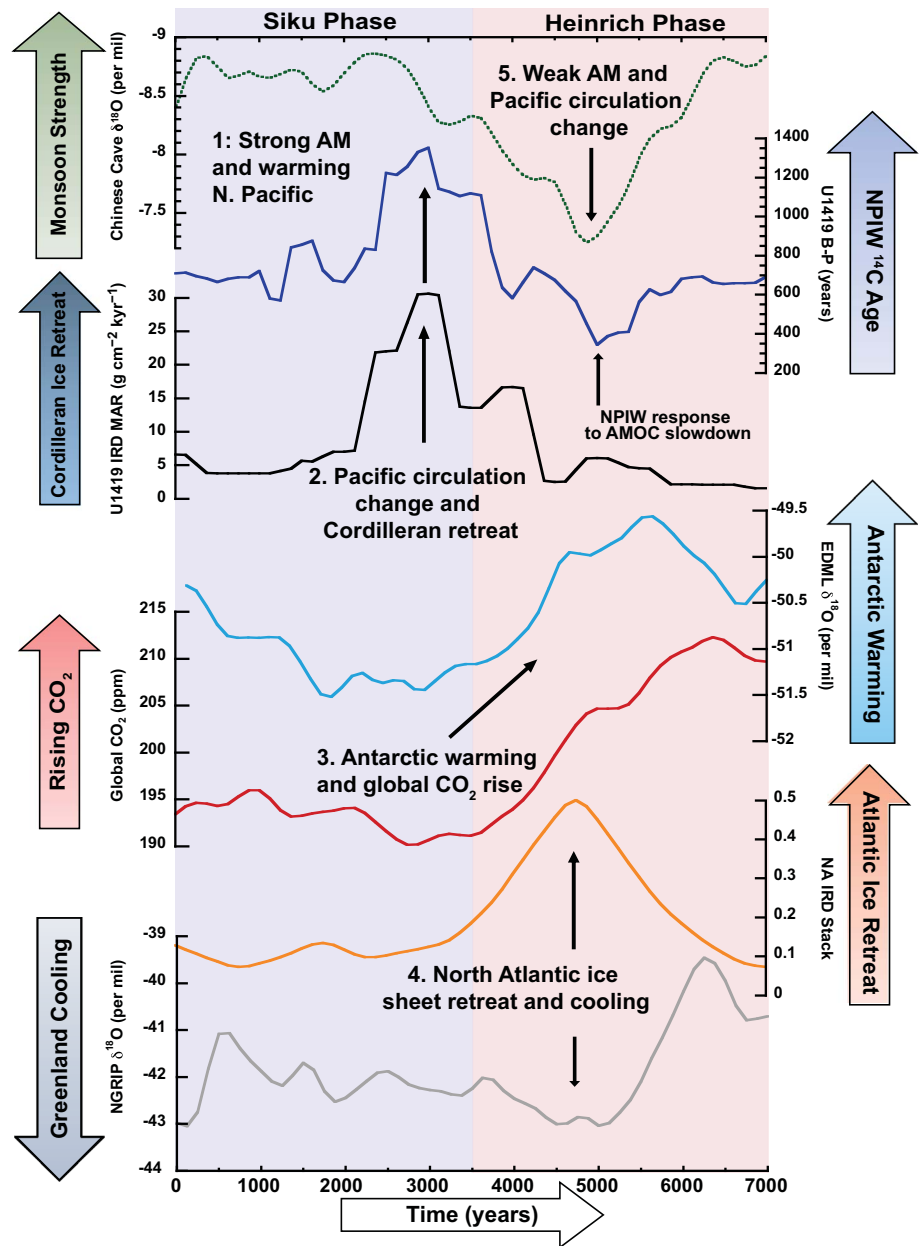 Siku Phase
Heinrich Phase
Monsoon Strength
Chinese Cave δ¹⁸O (per mil)
-9
-8.5
-8
-7.5
1: Strong AM
and warming
N. Pacific
5. Weak AM and
Pacific circulation
change
1400
1200
1000
800
600
400
200
U1419 B-P (years)
NPIW ¹⁴C Age
Cordilleran Ice Retreat
U1419 IRD MAR (g cm⁻² kyr⁻¹)
30
25
20
15
10
5
0
NPIW response
to AMOC slowdown
2. Pacific circulation
change and
Cordilleran retreat
-49.5
-50
-50.5
-51
-51.5
-52
EDML δ¹⁸O (per mil)
Antarctic Warming
Rising CO₂
Global CO₂ (ppm)
215
210
205
200
195
190
3. Antarctic warming
and global CO₂ rise
0.5
0.4
0.3
0.2
0.1
0
NA IRD Stack
Atlantic Ice Retreat
Greenland Cooling
NGRIP δ¹⁸O (per mil)
-39
-40
-41
-42
-43
-44
4. North Atlantic ice
sheet retreat and cooling
0 1000 2000 3000 4000 5000 6000 7000
Time (years)